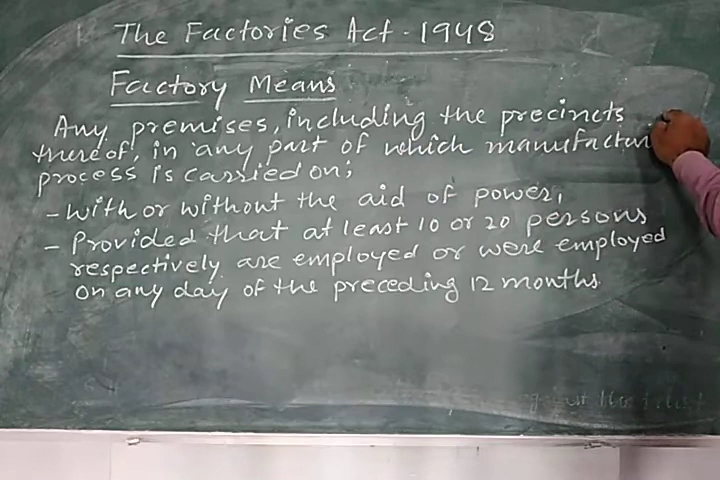 The Factories Act - 1948
Factory Means
Any premises, including the precincts
thereof, in any part of which manufactur
process is carried on;
- with or without the aid of power,
- Provided that at least 10 or 20 persons
respectively are employed or were employed
on any day of the preceding 12 months.